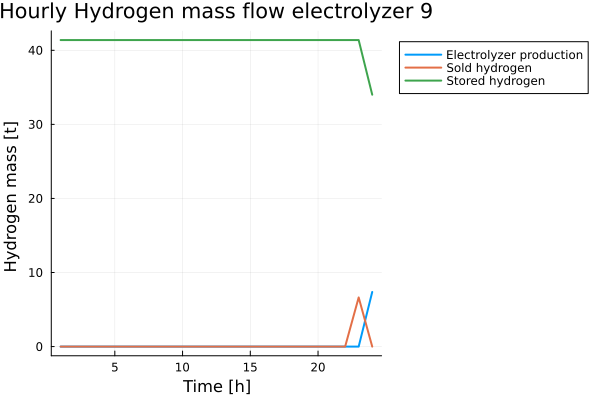 Hourly Hydrogen mass flow electrolyzer 9
Electrolyzer production
Sold hydrogen
Stored hydrogen
Hydrogen mass [t]
40
30
20
10
0
5
10
15
20
Time [h]